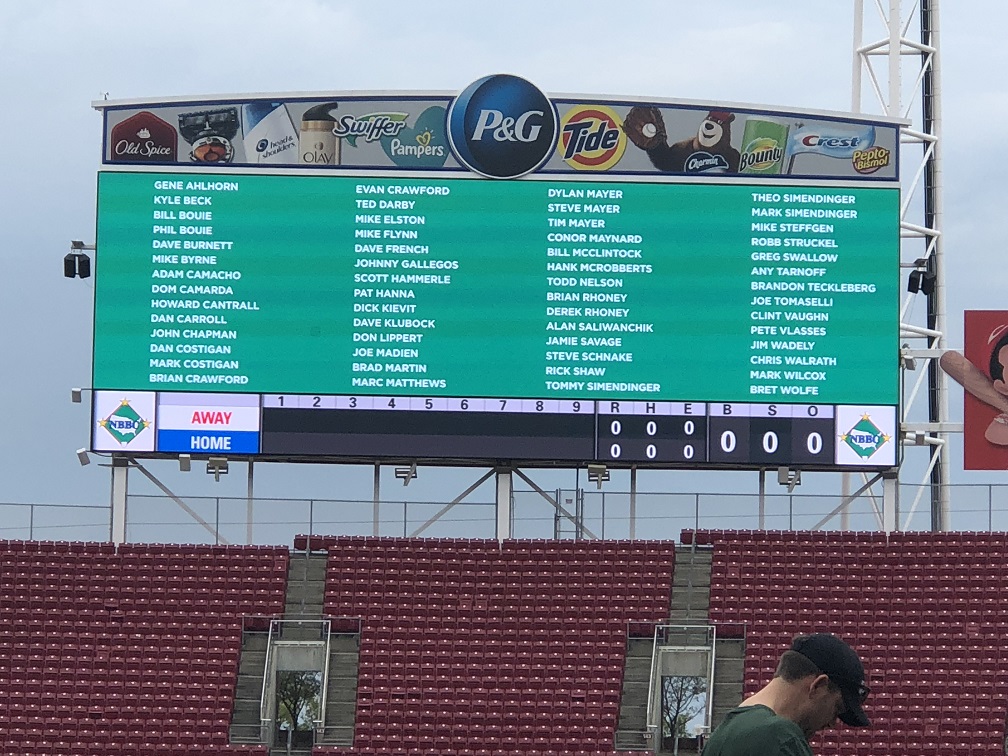 Old Spice
head & shoulders
OLAY
Swiffer
Pampers
P&G
Tide
Charmin
Bounty
Crest
Pepto-Bismol
GENE AHLHORN
KYLE BECK
BILL BOUIE
PHIL BOUIE
DAVE BURNETT
MIKE BYRNE
ADAM CAMACHO
DOM CAMARDA
HOWARD CANTRALL
DAN CARROLL
JOHN CHAPMAN
DAN COSTIGAN
MARK COSTIGAN
BRIAN CRAWFORD
EVAN CRAWFORD
TED DARBY
MIKE ELSTON
MIKE FLYNN
DAVE FRENCH
JOHNNY GALLEGOS
SCOTT HAMMERLE
PAT HANNA
DICK KIEVIT
DAVE KLUBOCK
DON LIPPERT
JOE MADIEN
BRAD MARTIN
MARC MATTHEWS
DYLAN MAYER
STEVE MAYER
TIM MAYER
CONOR MAYNARD
BILL MCCLINTOCK
HANK MCROBBERTS
TODD NELSON
BRIAN RHONEY
DEREK RHONEY
ALAN SALIWANCHIK
JAMIE SAVAGE
STEVE SCHNAKE
RICK SHAW
TOMMY SIMENDINGER
THEO SIMENDINGER
MARK SIMENDINGER
MIKE STEFFGEN
ROBB STRUCKEL
GREG SWALLOW
ANY TARNOFF
BRANDON TECKLEBERG
JOE TOMASELLI
CLINT VAUGHN
PETE VLASSES
JIM WADELY
CHRIS WALRATH
MARK WILCOX
BRET WOLFE
1 2 3 4 5 6 7 8 9 R H E B S O
NBBQ
AWAY 0 0 0
HOME 0 0 0
0 0 0
NBBQ